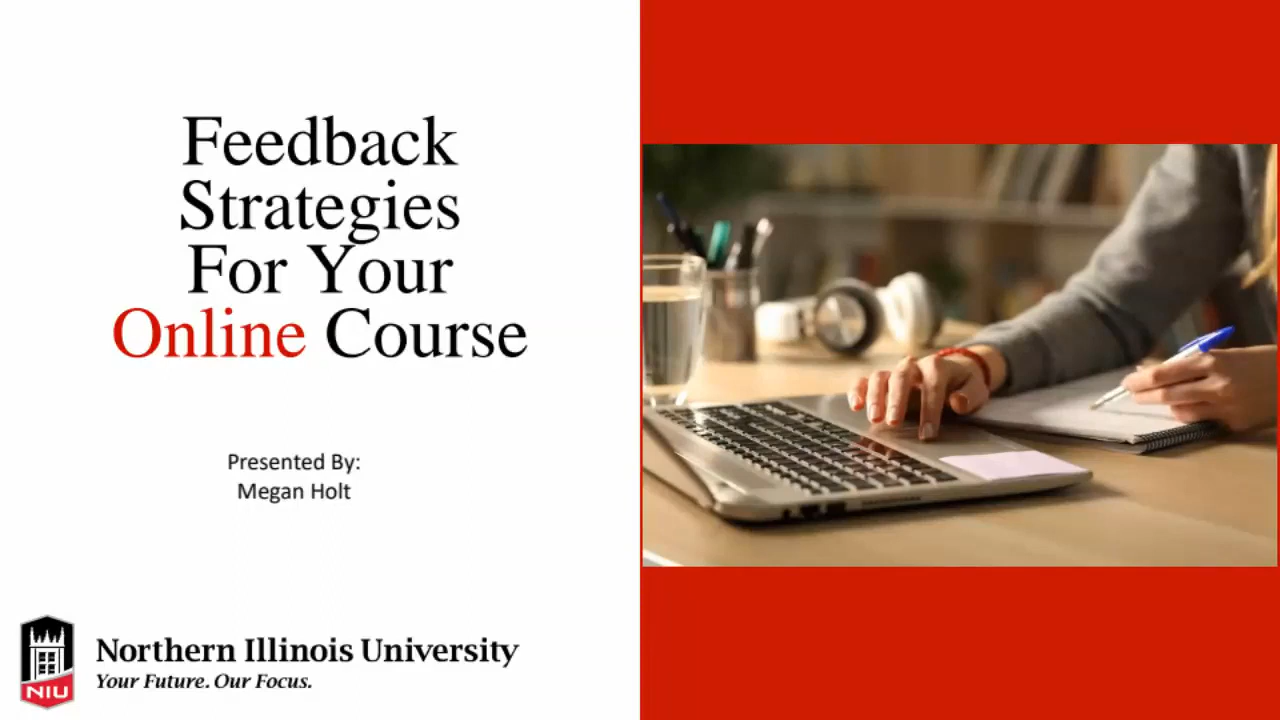 Feedback
Strategies
For Your
Online Course
Presented By:
Megan Holt
NIU
Northern Illinois University
Your Future. Our Focus.